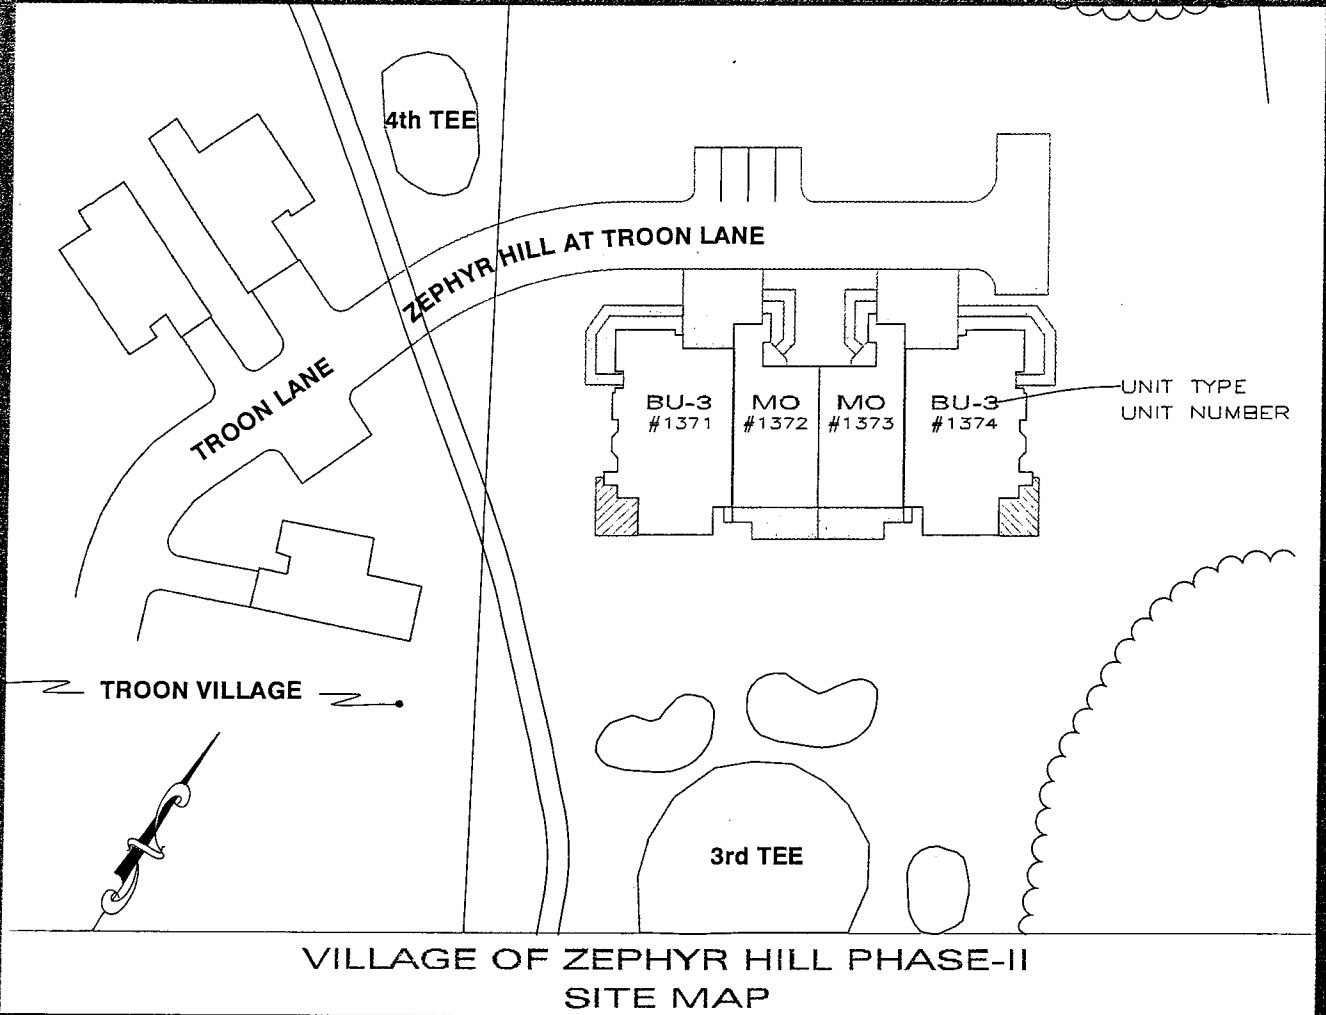 4th TEE
ZEPHYR HILL AT TROON LANE
TROON LANE
BU-3
#1371
MO
#1372
MO
#1373
BU-3
#1374
UNIT TYPE
UNIT NUMBER
TROON VILLAGE
3rd TEE
VILLAGE OF ZEPHYR HILL PHASE-II
SITE MAP